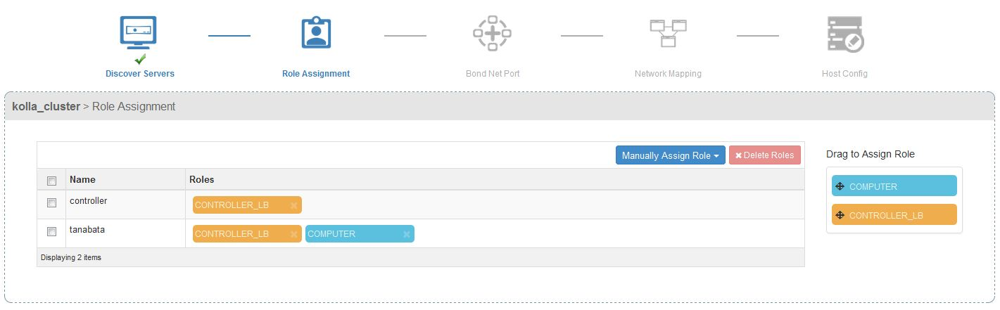 Discover Servers
Role Assignment
Bond Net Port
Network Mapping
Host Config
kolla_cluster > Role Assignment
Manually Assign Role
Delete Roles
Drag to Assign Role
Name Roles
COMPUTER
controller CONTROLLER_LB
CONTROLLER_LB
tanabata CONTROLLER_LB COMPUTER
Displaying 2 items